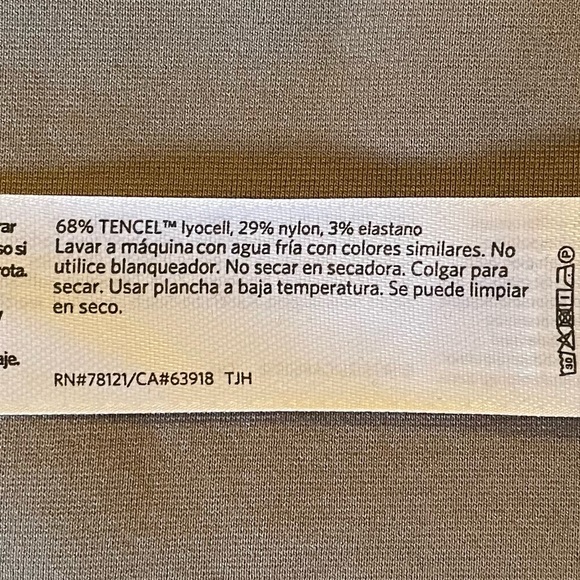 68% TENCEL™ lyocell, 29% nylon, 3% elastano
Lavar a máquina con agua fría con colores similares. No
utilice blanqueador. No secar en secadora. Colgar para
secar. Usar plancha a baja temperatura. Se puede limpiar
en seco.
RN#78121/CA#63918 TJH
30
P